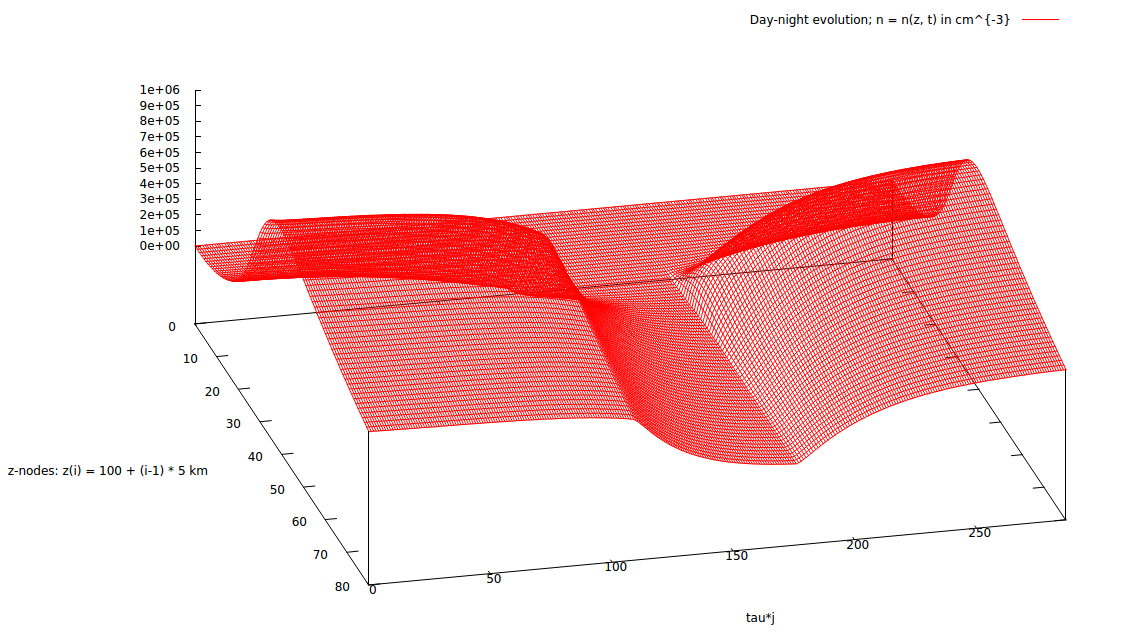 Day-night evolution; n = n(z, t) in cm^{-3}
1e+06
9e+05
8e+05
7e+05
6e+05
5e+05
4e+05
3e+05
2e+05
1e+05
0e+00
0
10
20
30
40
50
60
70
80
z-nodes: z(i) = 100 + (i-1) * 5 km
0
50
100
150
200
250
tau*j